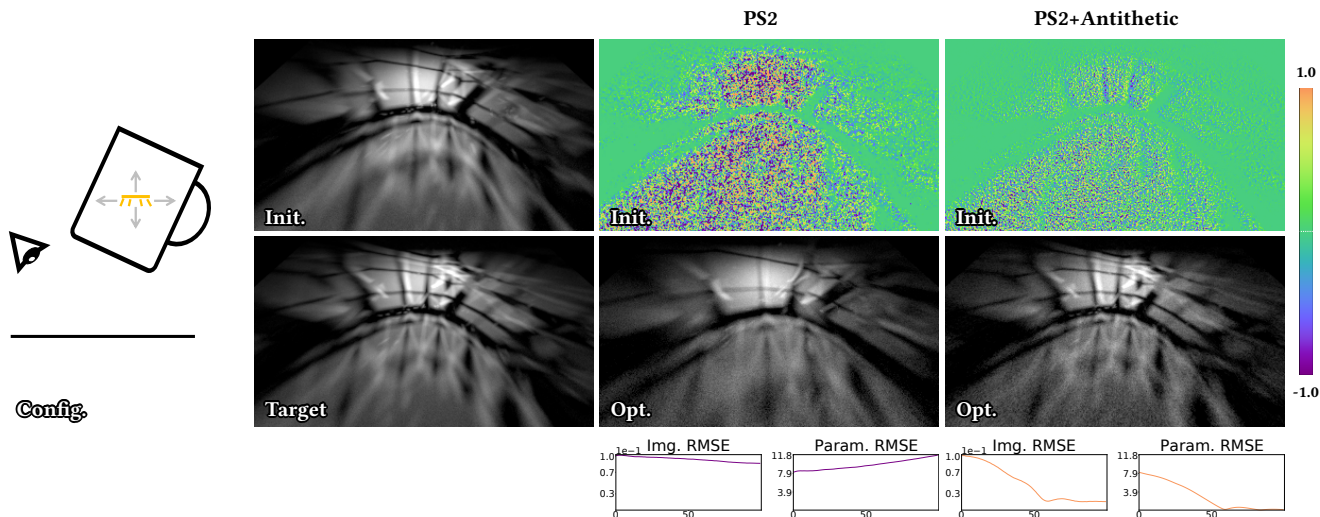 PS2
PS2+Antithetic
Init.
Init.
Init.
1.0
-1.0
Config.
Target
Opt.
Opt.
Img. RMSE
Param. RMSE
Img. RMSE
Param. RMSE
1e−1
1.0
0.7
0.3
0
50
11.8
7.9
3.9
0
50
1e−1
1.0
0.7
0.3
0
50
11.8
7.9
3.9
0
50